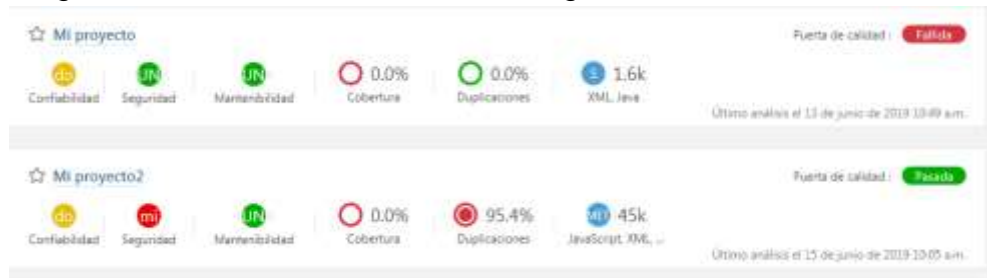 Mi proyecto
Puerta de calidad : Fallida
do UN UN 0.0% 0.0% S 1.6k
Confiabilidad Seguridad Mantenibilidad Cobertura Duplicaciones XML, Java
Último análisis el 13 de junio de 2019 10:49 a.m.
Mi proyecto2
Puerta de calidad : Pasada
do mi UN 0.0% 95.4% MD 45k
Confiabilidad Seguridad Mantenibilidad Cobertura Duplicaciones JavaScript, XML, ...
Último análisis el 15 de junio de 2019 10:05 a.m.